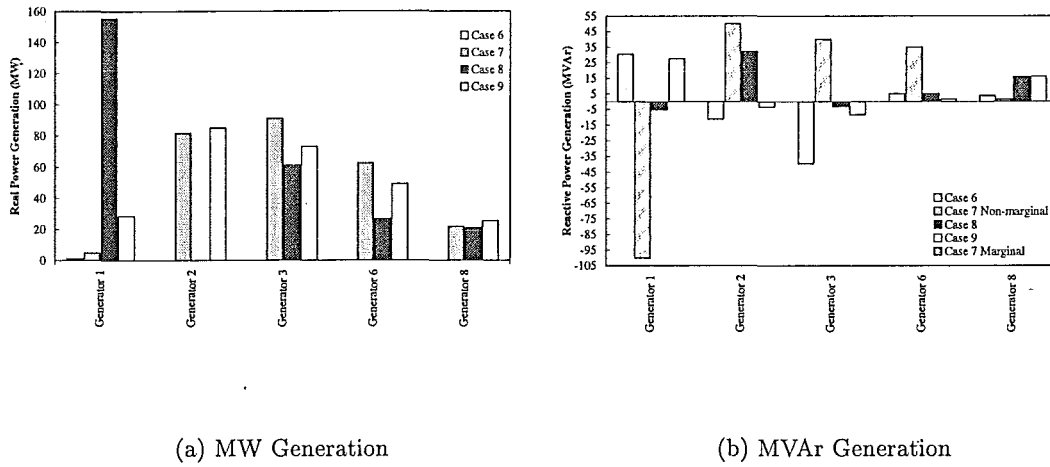 Real Power Generation (MW)
160
140
120
100
80
60
40
20
0
Case 6
Case 7
Case 8
Case 9
Generator 1
Generator 2
Generator 3
Generator 6
Generator 8
(a) MW Generation
Reactive Power Generation (MVAr)
55
45
35
25
15
5
-5
-15
-25
-35
-45
-55
-65
-75
-85
-95
-105
Case 6
Case 7 Non-marginal
Case 8
Case 9
Case 7 Marginal
Generator 1
Generator 2
Generator 3
Generator 6
Generator 8
(b) MVAr Generation